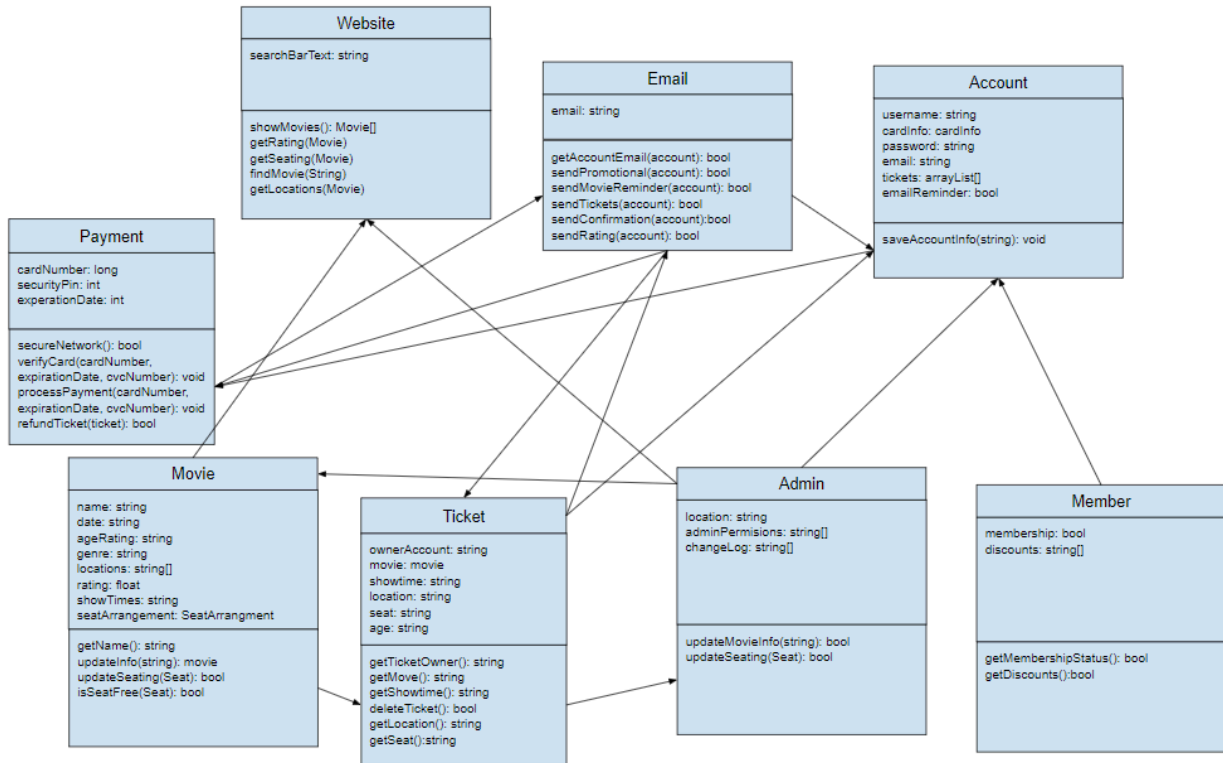 Website
searchBarText: string
showMovies(): Movie[]
getRating(Movie)
getSeating(Movie)
findMovie(String)
getLocations(Movie)
Email
email: string
getAccountEmail(account): bool
sendPromotional(account): bool
sendMovieReminder(account): bool
sendTickets(account): bool
sendConfirmation(account):bool
sendRating(account): bool
Account
username: string
cardInfo: cardInfo
password: string
email: string
tickets: arrayList[]
emailReminder: bool
saveAccountInfo(string): void
Payment
cardNumber: long
securityPin: int
experationDate: int
secureNetwork(): bool
verifyCard(cardNumber,
expirationDate, cvcNumber): void
processPayment(cardNumber,
expirationDate, cvcNumber): void
refundTicket(ticket): bool
Movie
name: string
date: string
ageRating: string
genre: string
locations: string[]
rating: float
showTimes: string
seatArrangement: SeatArrangment
getName(): string
updateInfo(string): movie
updateSeating(Seat): bool
isSeatFree(Seat): bool
Ticket
ownerAccount: string
movie: movie
showtime: string
location: string
seat: string
age: string
getTicketOwner(): string
getMove(): string
getShowtime(): string
deleteTicket(): bool
getLocation(): string
getSeat():string
Admin
location: string
adminPermisions: string[]
changeLog: string[]
updateMovieInfo(string): bool
updateSeating(Seat): bool
Member
membership: bool
discounts: string[]
getMembershipStatus(): bool
getDiscounts():bool